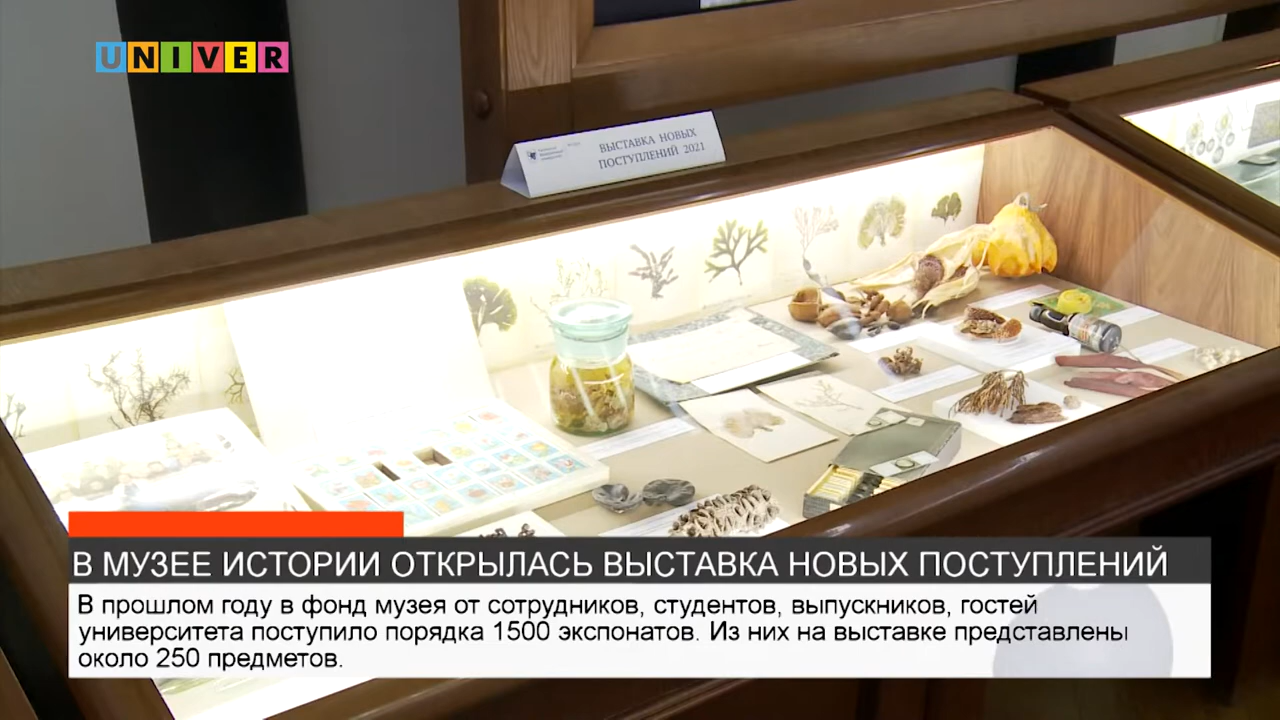 UNIVER
ВЫСТАВКА НОВЫХ
ПОСТУПЛЕНИЙ 2021
В МУЗЕЕ ИСТОРИИ ОТКРЫЛАСЬ ВЫСТАВКА НОВЫХ ПОСТУПЛЕНИЙ
В прошлом году в фонд музея от сотрудников, студентов, выпускников, гостей
университета поступило порядка 1500 экспонатов. Из них на выставке представлены
около 250 предметов.